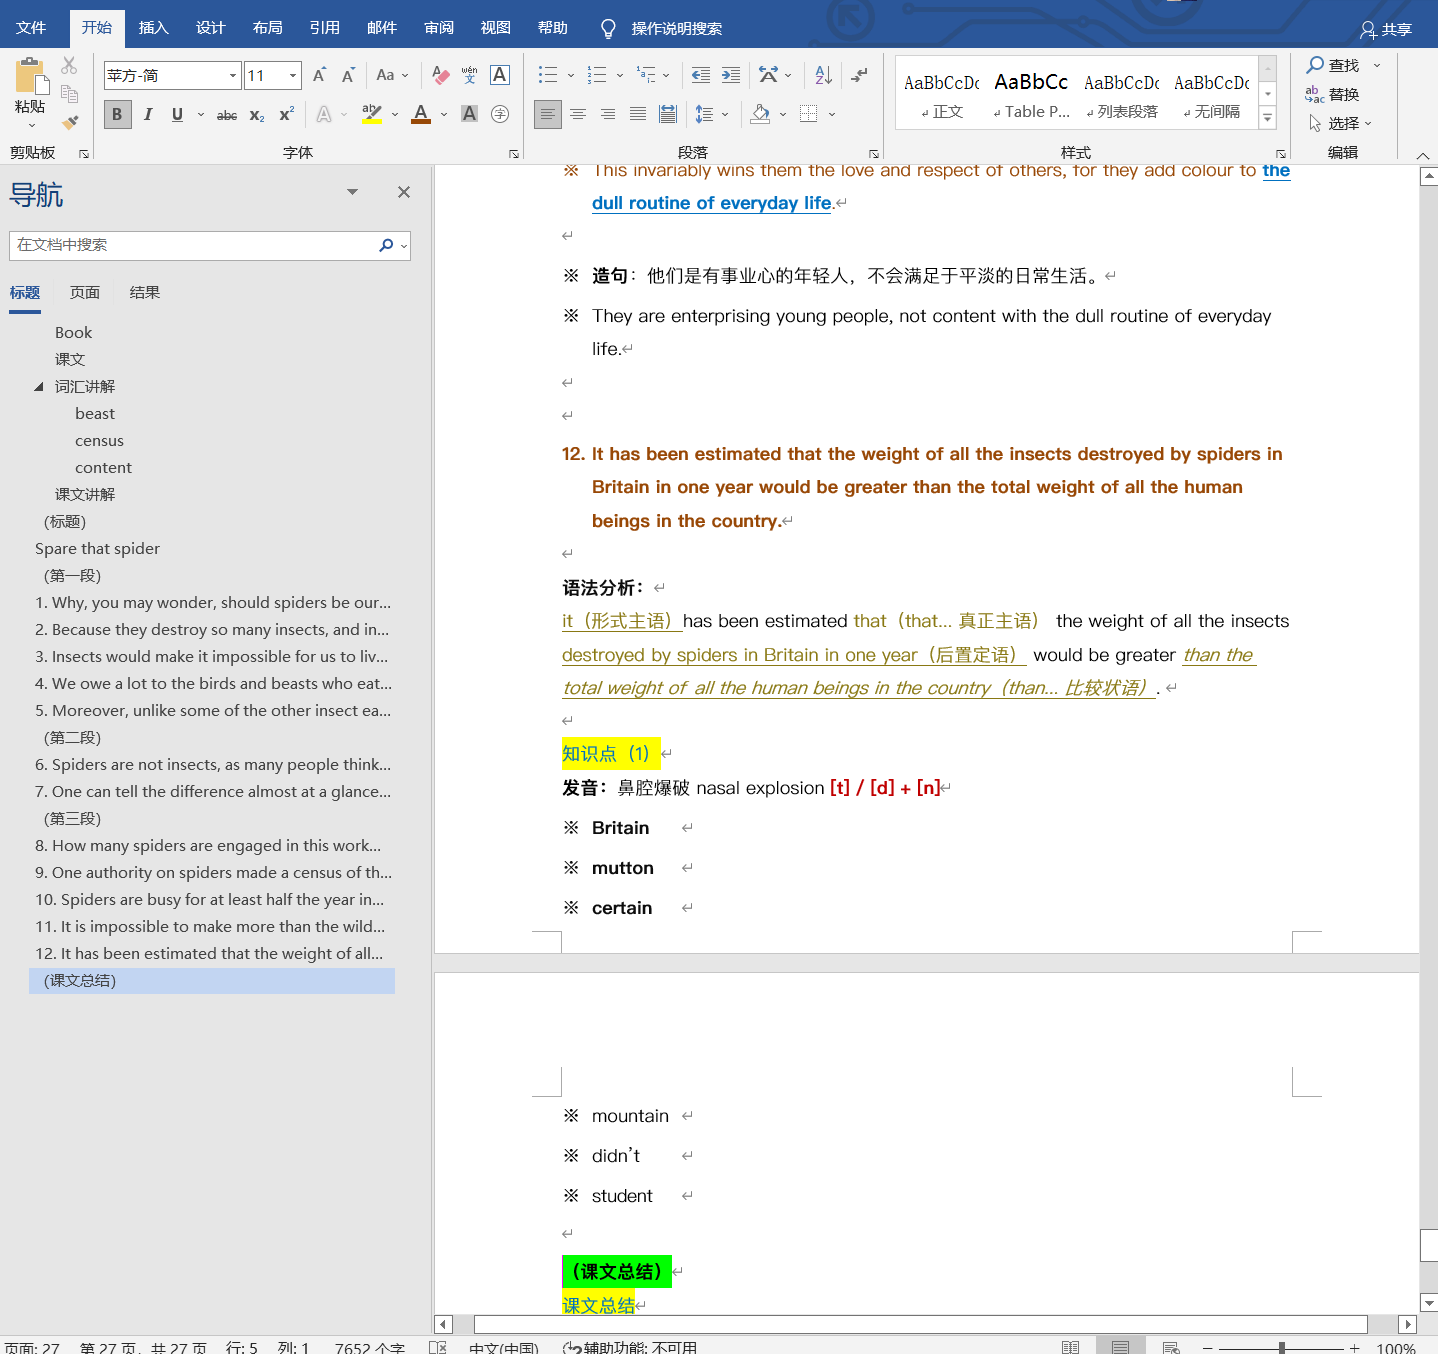 文件 开始 插入 设计 布局 引用 邮件 审阅 视图 帮助 操作说明搜索 共享
粘贴
剪贴板
苹方-简 11
字体
段落
AaBbCcDc AaBbCc AaBbCcDc AaBbCcDc
正文 Table P... 列表段落 无间隔
样式
查找
替换
选择
编辑
导航
在文档中搜索
标题 页面 结果
Book
课文
词汇讲解
beast
census
content
课文讲解
(标题)
Spare that spider
(第一段)
1. Why, you may wonder, should spiders be our...
2. Because they destroy so many insects, and in...
3. Insects would make it impossible for us to liv...
4. We owe a lot to the birds and beasts who eat...
5. Moreover, unlike some of the other insect ea...
(第二段)
6. Spiders are not insects, as many people think...
7. One can tell the difference almost at a glance...
(第三段)
8. How many spiders are engaged in this work...
9. One authority on spiders made a census of th...
10. Spiders are busy for at least half the year in...
11. It is impossible to make more than the wild...
12. It has been estimated that the weight of all...
(课文总结)
※ This invariably wins them the love and respect of others, for they add colour to the
dull routine of everyday life.
※ 造句：他们是有事业心的年轻人，不会满足于平淡的日常生活。
※ They are enterprising young people, not content with the dull routine of everyday
life.
12. It has been estimated that the weight of all the insects destroyed by spiders in
Britain in one year would be greater than the total weight of all the human
beings in the country.
语法分析：
it（形式主语）has been estimated that（that... 真正主语） the weight of all the insects
destroyed by spiders in Britain in one year（后置定语） would be greater than the
total weight of all the human beings in the country（than... 比较状语）.
知识点（1）
发音：鼻腔爆破 nasal explosion [t] / [d] + [n]
※ Britain
※ mutton
※ certain
※ mountain
※ didn't
※ student
（课文总结）
课文总结
页面: 27 第 27 页，共 27 页 行: 5 列: 1 7652 个字 中文(中国) 辅助功能: 不可用 100%